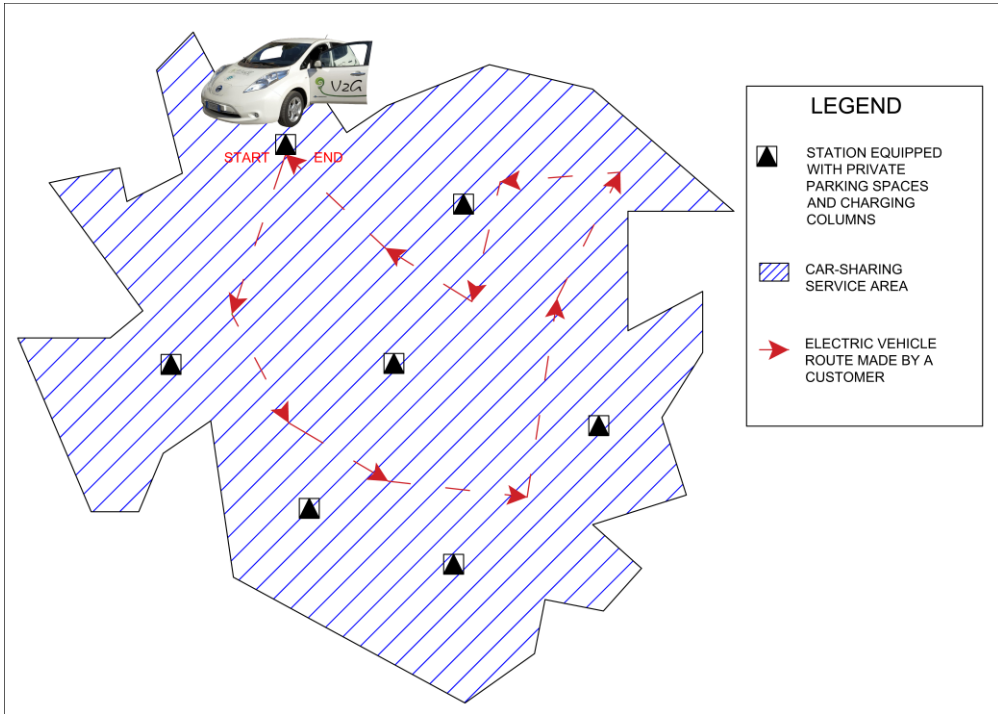 V2G
START
END
LEGEND
STATION EQUIPPED
WITH PRIVATE
PARKING SPACES
AND CHARGING
COLUMNS
CAR-SHARING
SERVICE AREA
ELECTRIC VEHICLE
ROUTE MADE BY A
CUSTOMER